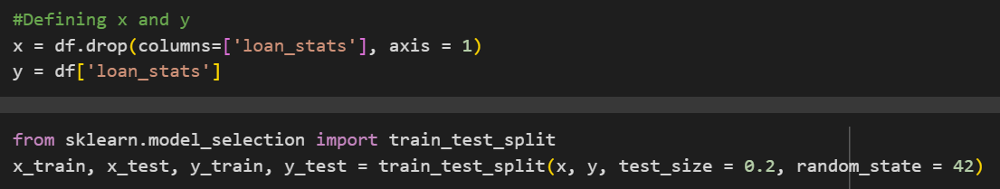 #Defining x and y
x = df.drop(columns=['loan_stats'], axis = 1)
y = df['loan_stats']
from sklearn.model_selection import train_test_split
x_train, x_test, y_train, y_test = train_test_split(x, y, test_size = 0.2, random_state = 42)